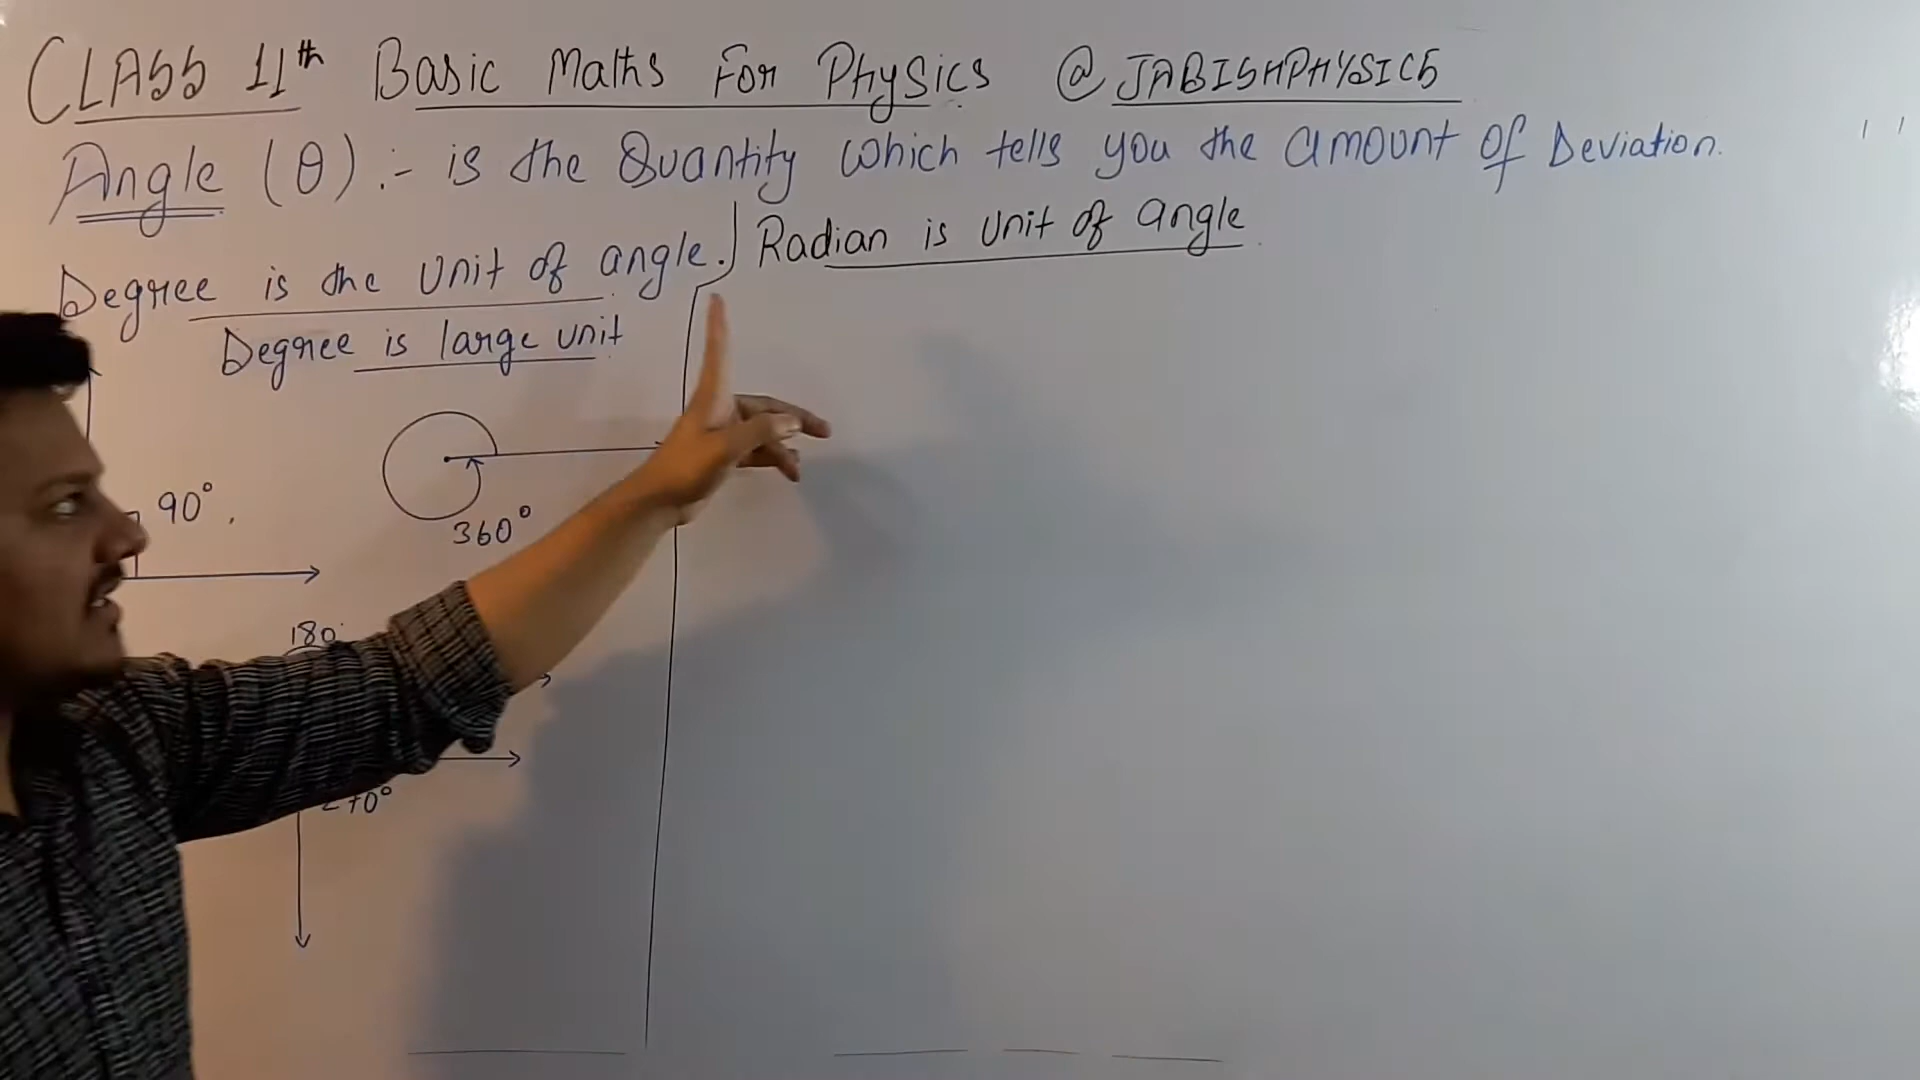 CLASS 11th Basic Maths For Physics @JABISHPHYSICS
Angle (θ) :- is the Quantity which tells you the amount of Deviation.
Degree is the unit of angle.
Radian is unit of angle
Degree is large unit
90°
360°
180
270°